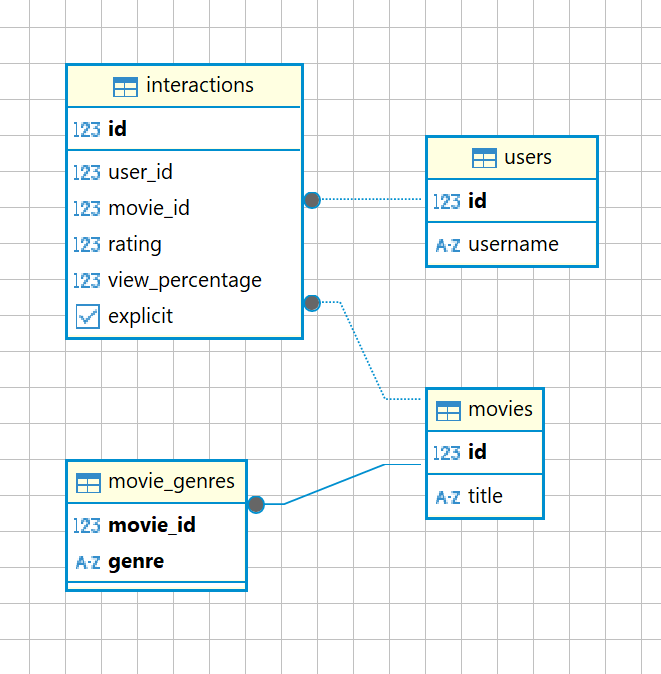 interactions
123 id
123 user_id
123 movie_id
123 rating
123 view_percentage
explicit
users
123 id
A-Z username
movies
123 id
A-Z title
movie_genres
123 movie_id
A-Z genre